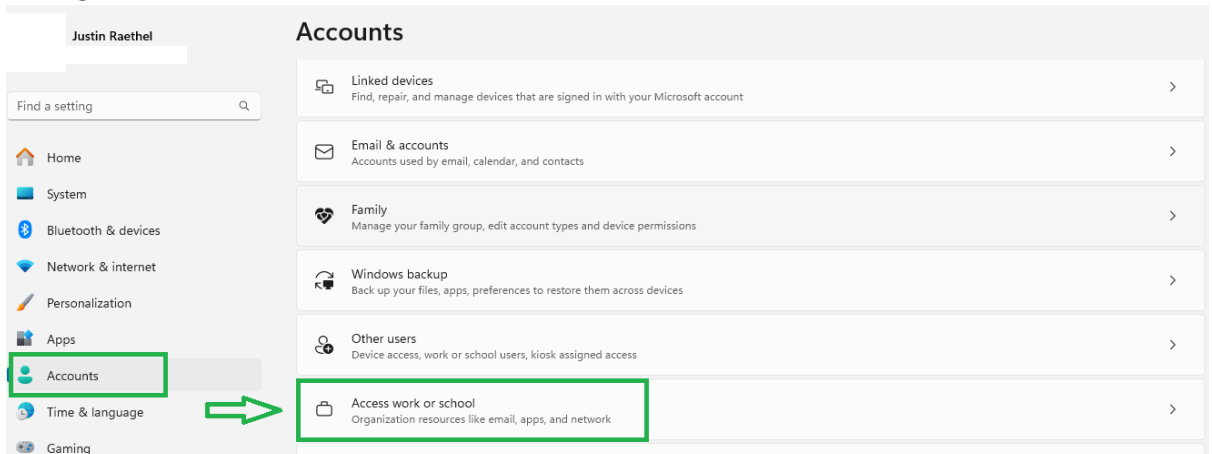 Justin Raethel
Accounts
Find a setting
Home
System
Bluetooth & devices
Network & internet
Personalization
Apps
Accounts
Time & language
Gaming
Linked devices
Find, repair, and manage devices that are signed in with your Microsoft account
Email & accounts
Accounts used by email, calendar, and contacts
Family
Manage your family group, edit account types and device permissions
Windows backup
Back up your files, apps, preferences to restore them across devices
Other users
Device access, work or school users, kiosk assigned access
Access work or school
Organization resources like email, apps, and network